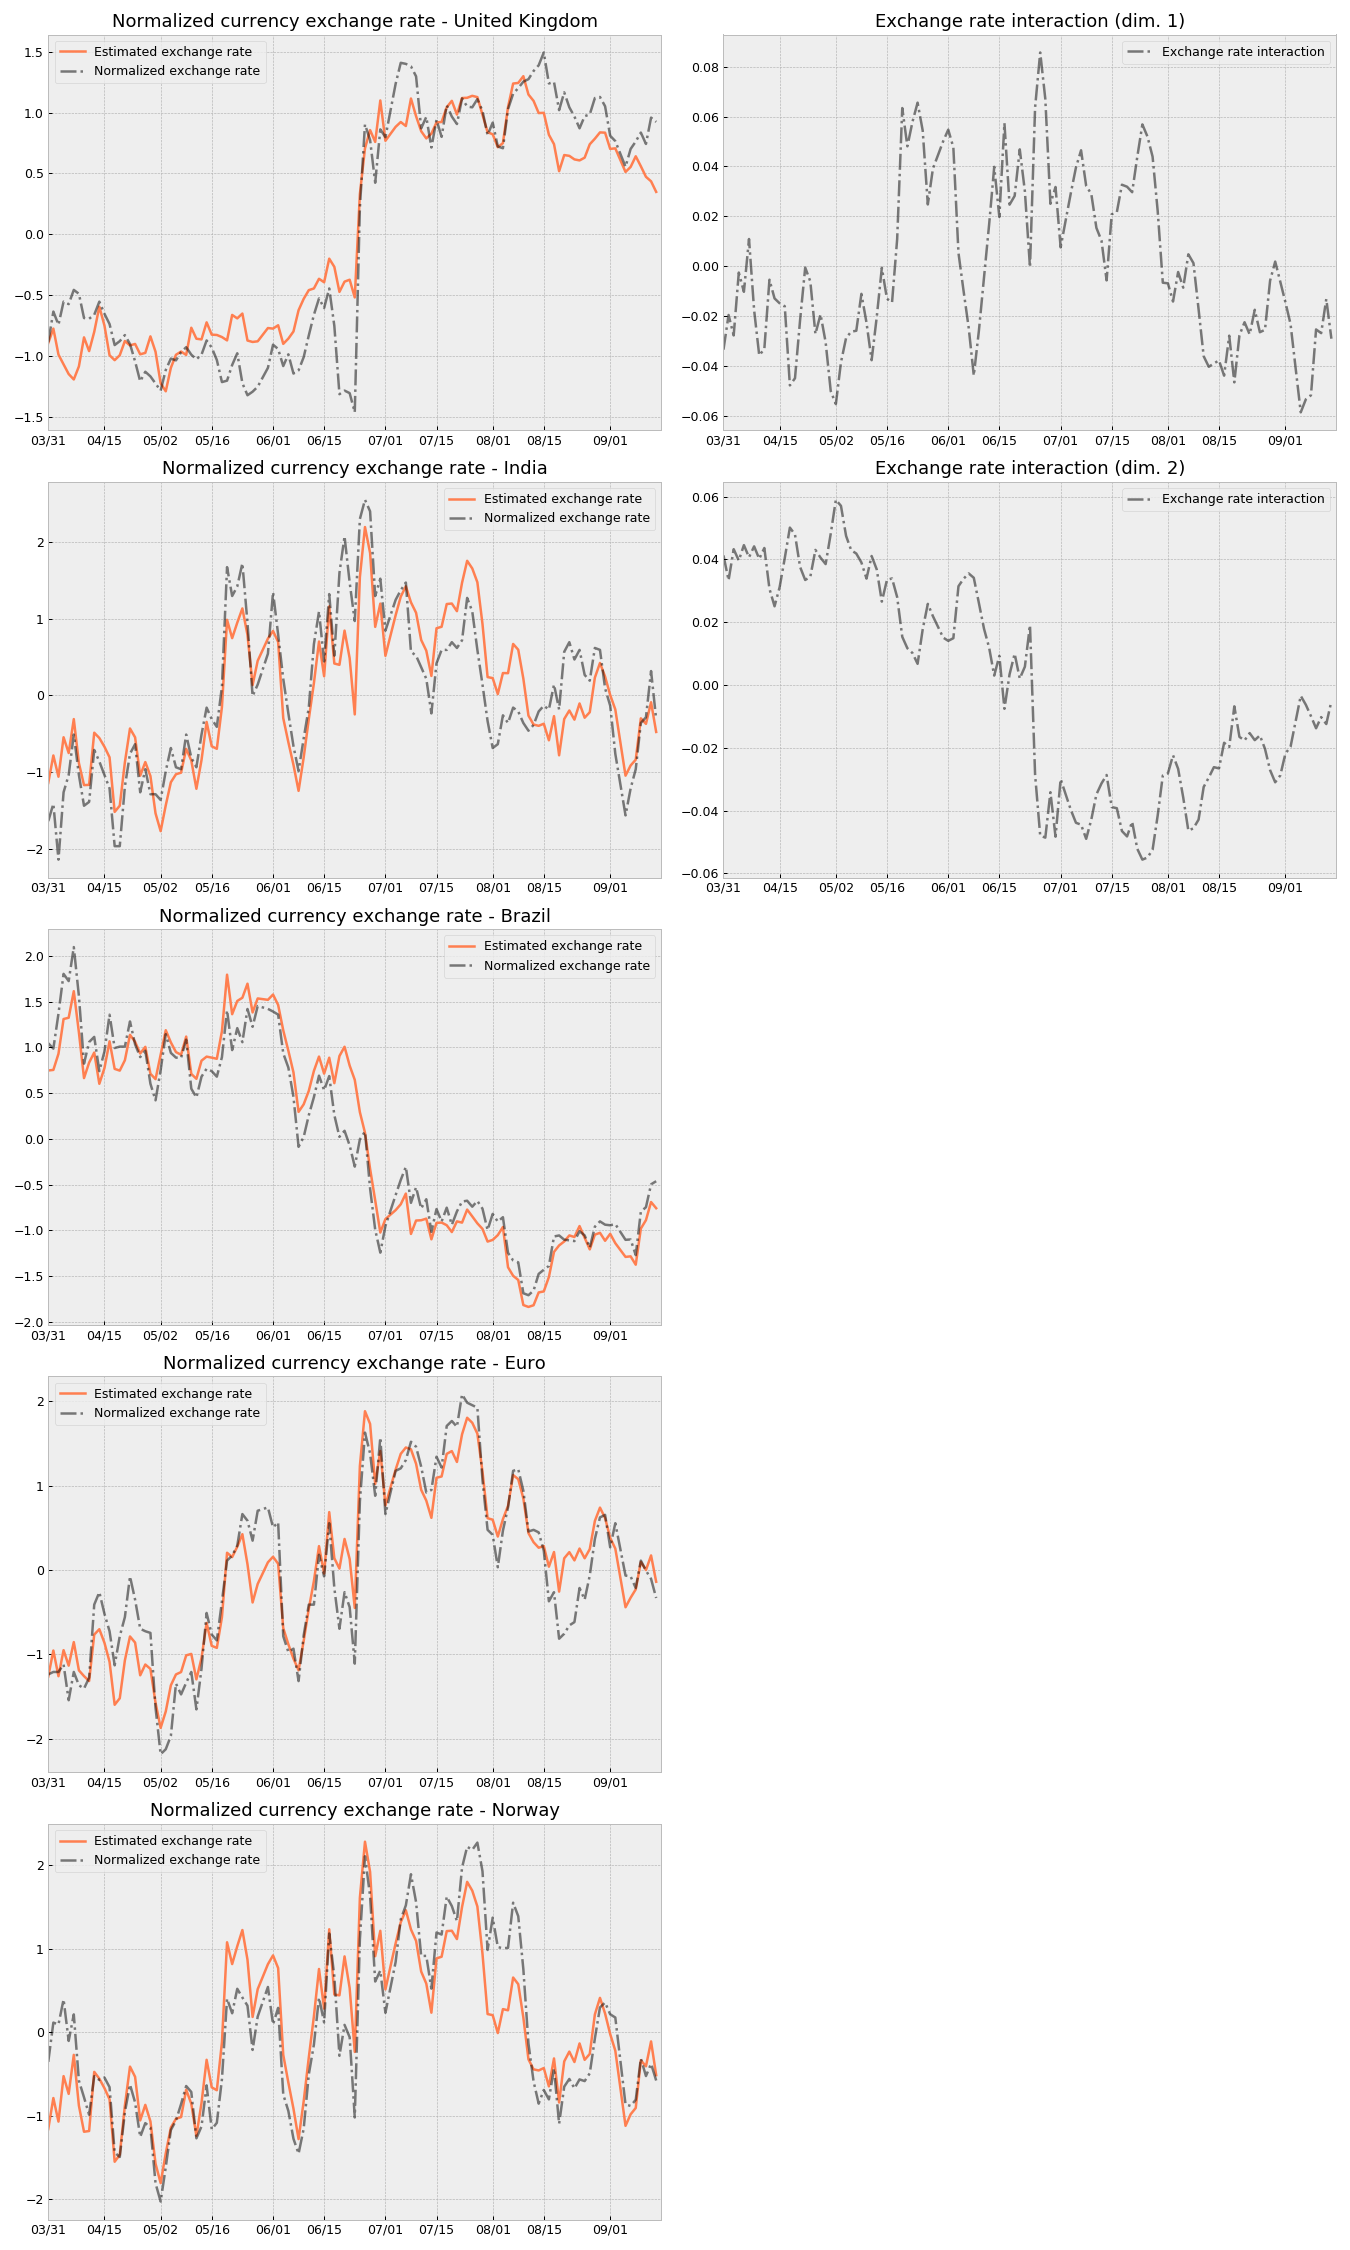 Normalized currency exchange rate - United Kingdom
Estimated exchange rate
Normalized exchange rate
1.5
1.0
0.5
0.0
−0.5
−1.0
−1.5
03/31 04/15 05/02 05/16 06/01 06/15 07/01 07/15 08/01 08/15 09/01
Exchange rate interaction (dim. 1)
Exchange rate interaction
0.08
0.06
0.04
0.02
0.00
−0.02
−0.04
−0.06
03/31 04/15 05/02 05/16 06/01 06/15 07/01 07/15 08/01 08/15 09/01
Normalized currency exchange rate - India
Estimated exchange rate
Normalized exchange rate
2
1
0
−1
−2
03/31 04/15 05/02 05/16 06/01 06/15 07/01 07/15 08/01 08/15 09/01
Exchange rate interaction (dim. 2)
Exchange rate interaction
0.06
0.04
0.02
0.00
−0.02
−0.04
−0.06
03/31 04/15 05/02 05/16 06/01 06/15 07/01 07/15 08/01 08/15 09/01
Normalized currency exchange rate - Brazil
Estimated exchange rate
Normalized exchange rate
2.0
1.5
1.0
0.5
0.0
−0.5
−1.0
−1.5
−2.0
03/31 04/15 05/02 05/16 06/01 06/15 07/01 07/15 08/01 08/15 09/01
Normalized currency exchange rate - Euro
Estimated exchange rate
Normalized exchange rate
2
1
0
−1
−2
03/31 04/15 05/02 05/16 06/01 06/15 07/01 07/15 08/01 08/15 09/01
Normalized currency exchange rate - Norway
Estimated exchange rate
Normalized exchange rate
2
1
0
−1
−2
03/31 04/15 05/02 05/16 06/01 06/15 07/01 07/15 08/01 08/15 09/01